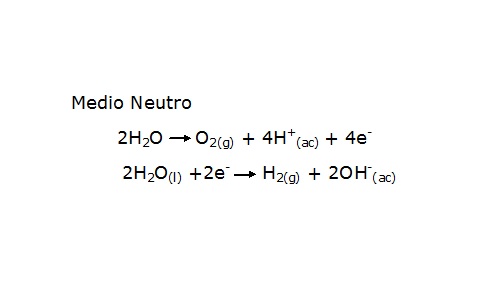 Medio Neutro
2H₂O → O₂(g) + 4H⁺(ac) + 4e⁻
2H₂O(l) +2e⁻ → H₂(g) + 2OH⁻(ac)